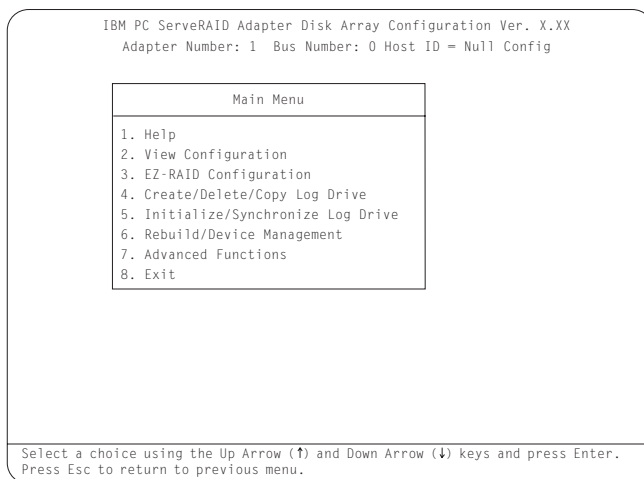 IBM PC ServeRAID Adapter Disk Array Configuration Ver. X.XX
Adapter Number: 1 Bus Number: 0 Host ID = Null Config
Main Menu
1. Help
2. View Configuration
3. EZ-RAID Configuration
4. Create/Delete/Copy Log Drive
5. Initialize/Synchronize Log Drive
6. Rebuild/Device Management
7. Advanced Functions
8. Exit
Select a choice using the Up Arrow (↑) and Down Arrow (↓) keys and press Enter.
Press Esc to return to previous menu.